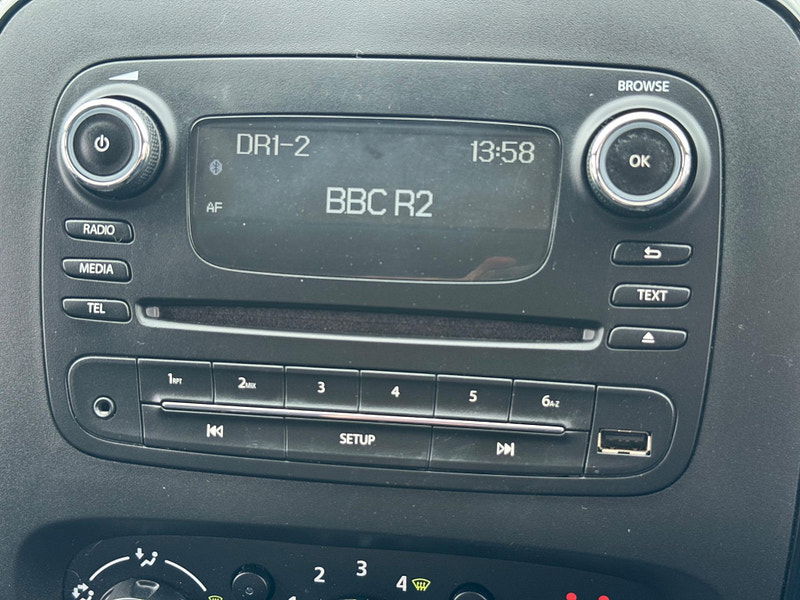 BROWSE
DR1-2 13:58
OK
AF
BBC R2
RADIO
MEDIA
TEXT
TEL
1RPT 2MIX 3 4 5 6A-Z
SETUP
2 3 4